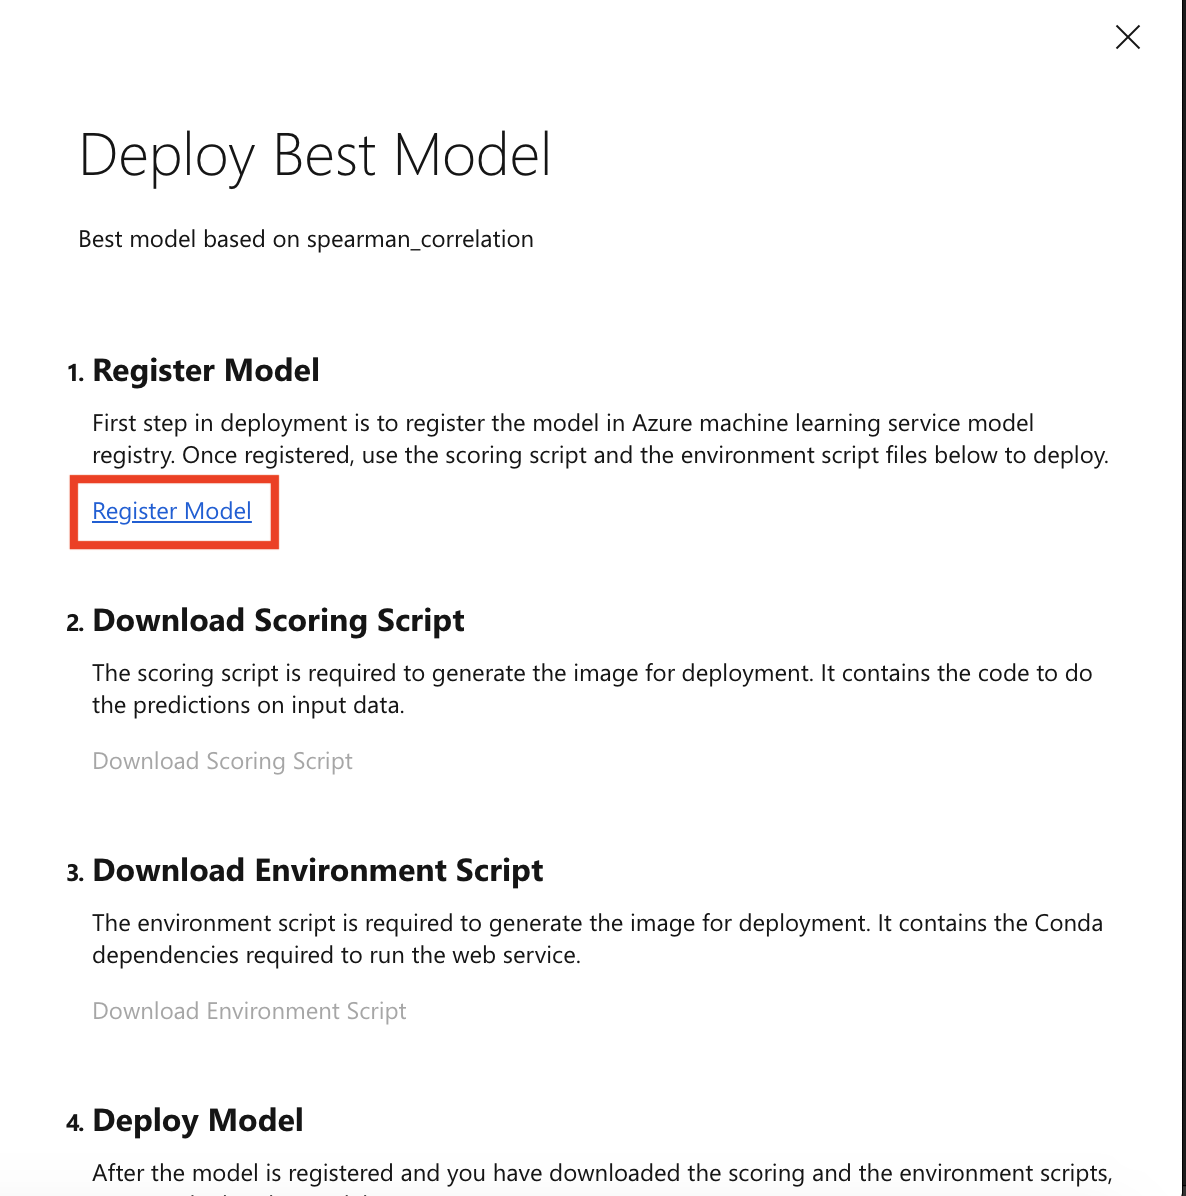 Deploy Best Model
Best model based on spearman_correlation
1. Register Model
First step in deployment is to register the model in Azure machine learning service model
registry. Once registered, use the scoring script and the environment script files below to deploy.
Register Model
2. Download Scoring Script
The scoring script is required to generate the image for deployment. It contains the code to do
the predictions on input data.
Download Scoring Script
3. Download Environment Script
The environment script is required to generate the image for deployment. It contains the Conda
dependencies required to run the web service.
Download Environment Script
4. Deploy Model
After the model is registered and you have downloaded the scoring and the environment scripts,